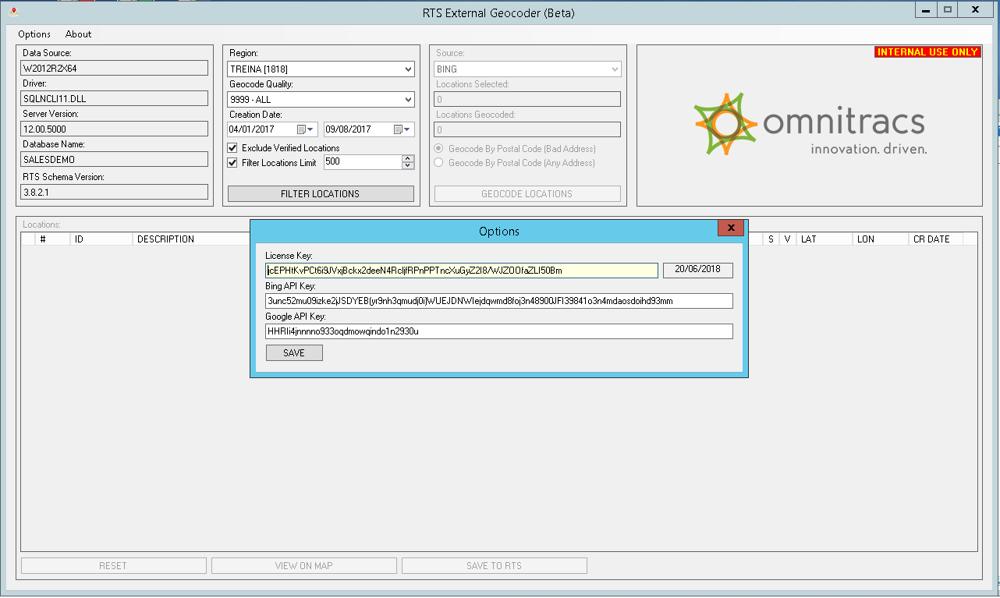 RTS External Geocoder (Beta)
Options About
INTERNAL USE ONLY
Data Source:
W2012R2X64
Driver:
SQLNCLI11.DLL
Server Version:
12.00.5000
Database Name:
SALESDEMO
RTS Schema Version:
3.8.2.1
Region:
TREINA [1818]
Geocode Quality:
9999 - ALL
Creation Date:
04/01/2017 09/08/2017
Exclude Verified Locations
Filter Locations Limit 500
FILTER LOCATIONS
Source:
BING
Locations Selected:
0
Locations Geocoded:
0
Geocode By Postal Code (Bad Address)
Geocode By Postal Code (Any Address)
GEOCODE LOCATIONS
omnitracs
innovation. driven.
Locations:
# ID DESCRIPTION S V LAT LON CR DATE
Options
X
License Key:
20/06/2018
Bing API Key:
Google API Key:
SAVE
RESET VIEW ON MAP SAVE TO RTS